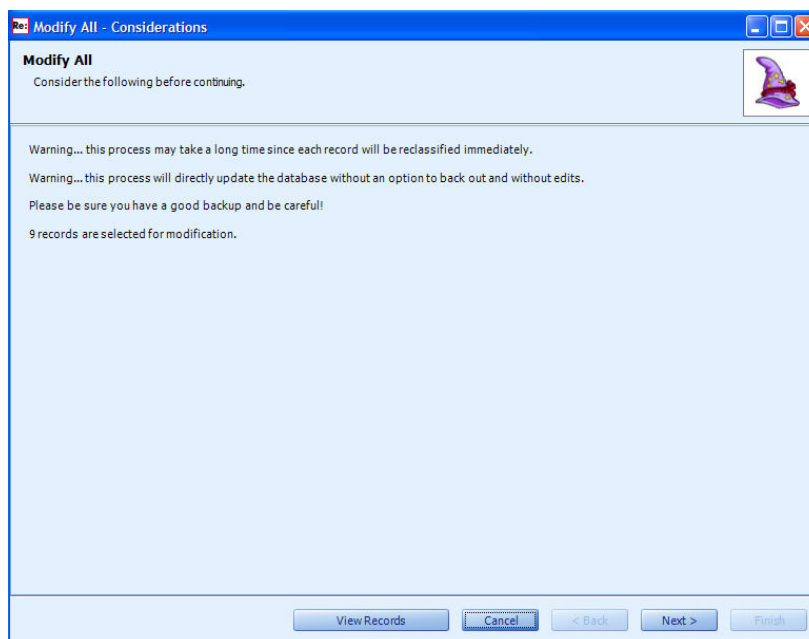 Re: Modify All - Considerations
Modify All
Consider the following before continuing.
Warning... this process may take a long time since each record will be reclassified immediately.
Warning... this process will directly update the database without an option to back out and without edits.
Please be sure you have a good backup and be careful!
9 records are selected for modification.
View Records Cancel < Back Next > Finish